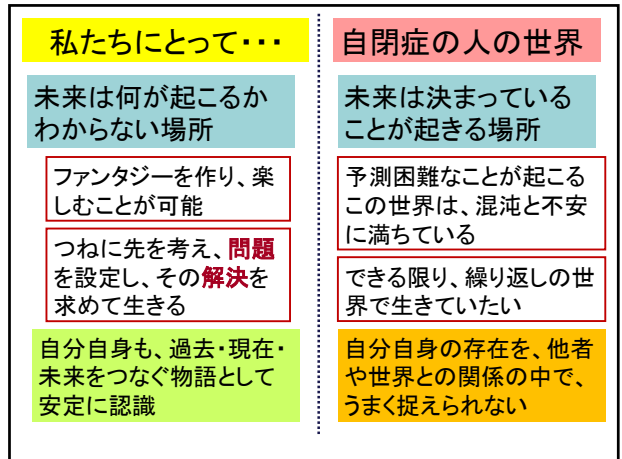 私たちにとって・・・
未来は何が起こるか
わからない場所
ファンタジーを作り、楽
しむことが可能
つねに先を考え、問題
を設定し、その解決を
求めて生きる
自分自身も、過去・現在・
未来をつなぐ物語として
安定に認識
自閉症の人の世界
未来は決まっている
ことが起きる場所
予測困難なことが起こる
この世界は、混沌と不安
に満ちている
できる限り、繰り返しの世
界で生きていたい
自分自身の存在を、他者
や世界との関係の中で、
うまく捉えられない